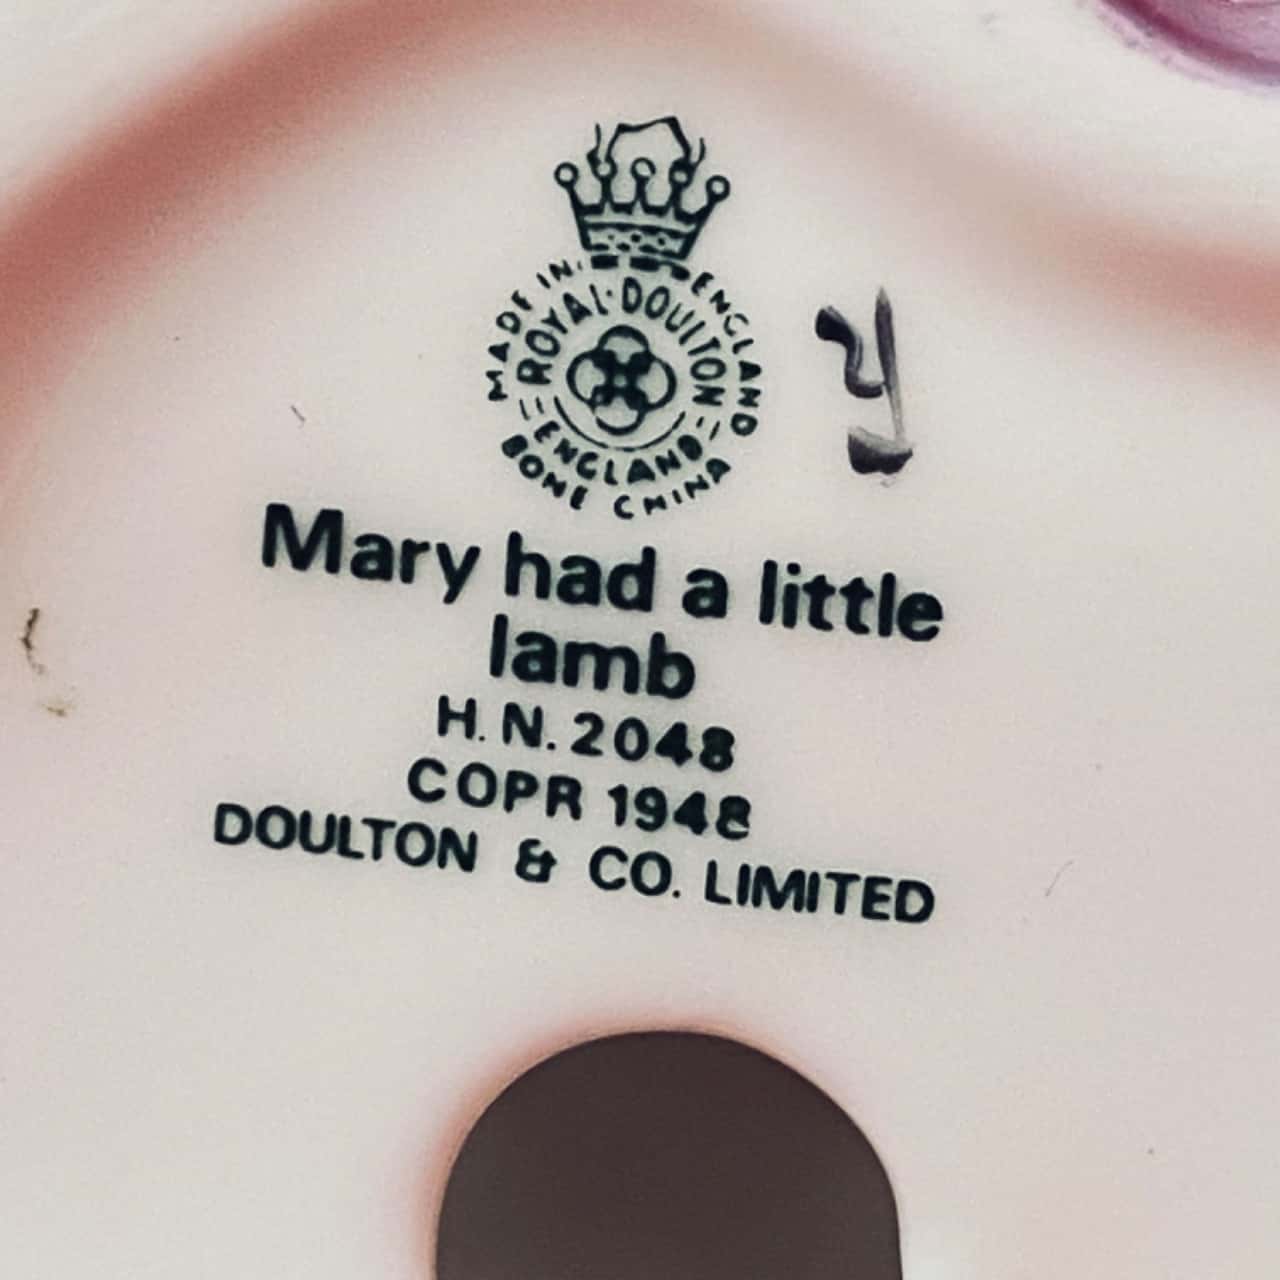 MADE IN ENGLAND
ROYAL·DOULTON
ENGLAND
BONE CHINA
Mary had a little
lamb
H. N. 2048
COPR 1948
DOULTON & CO. LIMITED